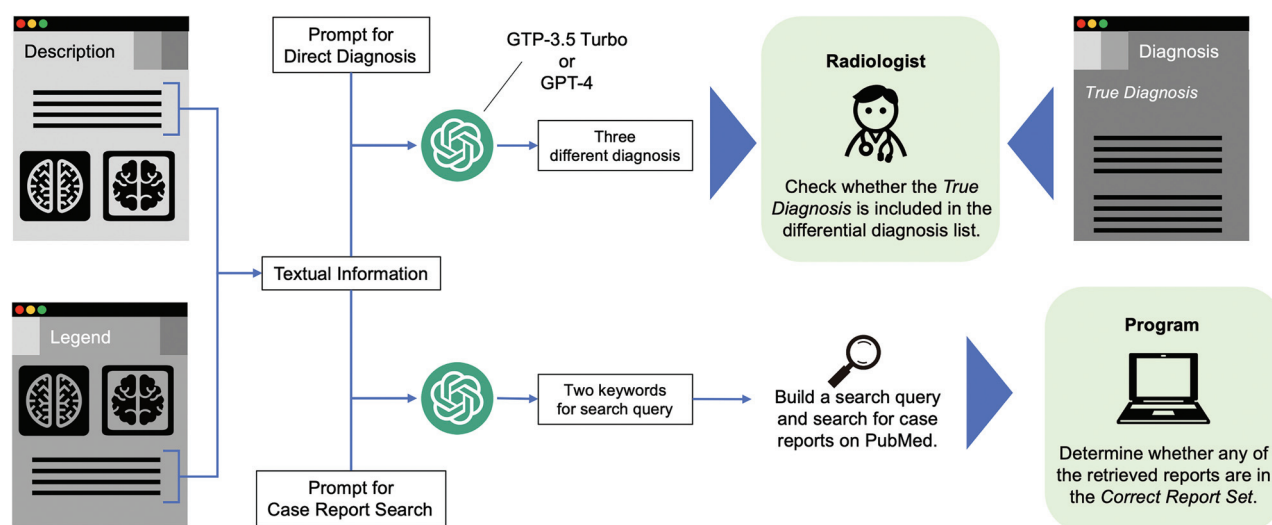 Description
Prompt for
Direct Diagnosis
GTP-3.5 Turbo
or
GPT-4
Three
different diagnosis
Radiologist
Check whether the True
Diagnosis is included in the
differential diagnosis list.
Diagnosis
True Diagnosis
Textual Information
Legend
Two keywords
for search query
Build a search query
and search for case
reports on PubMed.
Program
Determine whether any of
the retrieved reports are in
the Correct Report Set.
Prompt for
Case Report Search